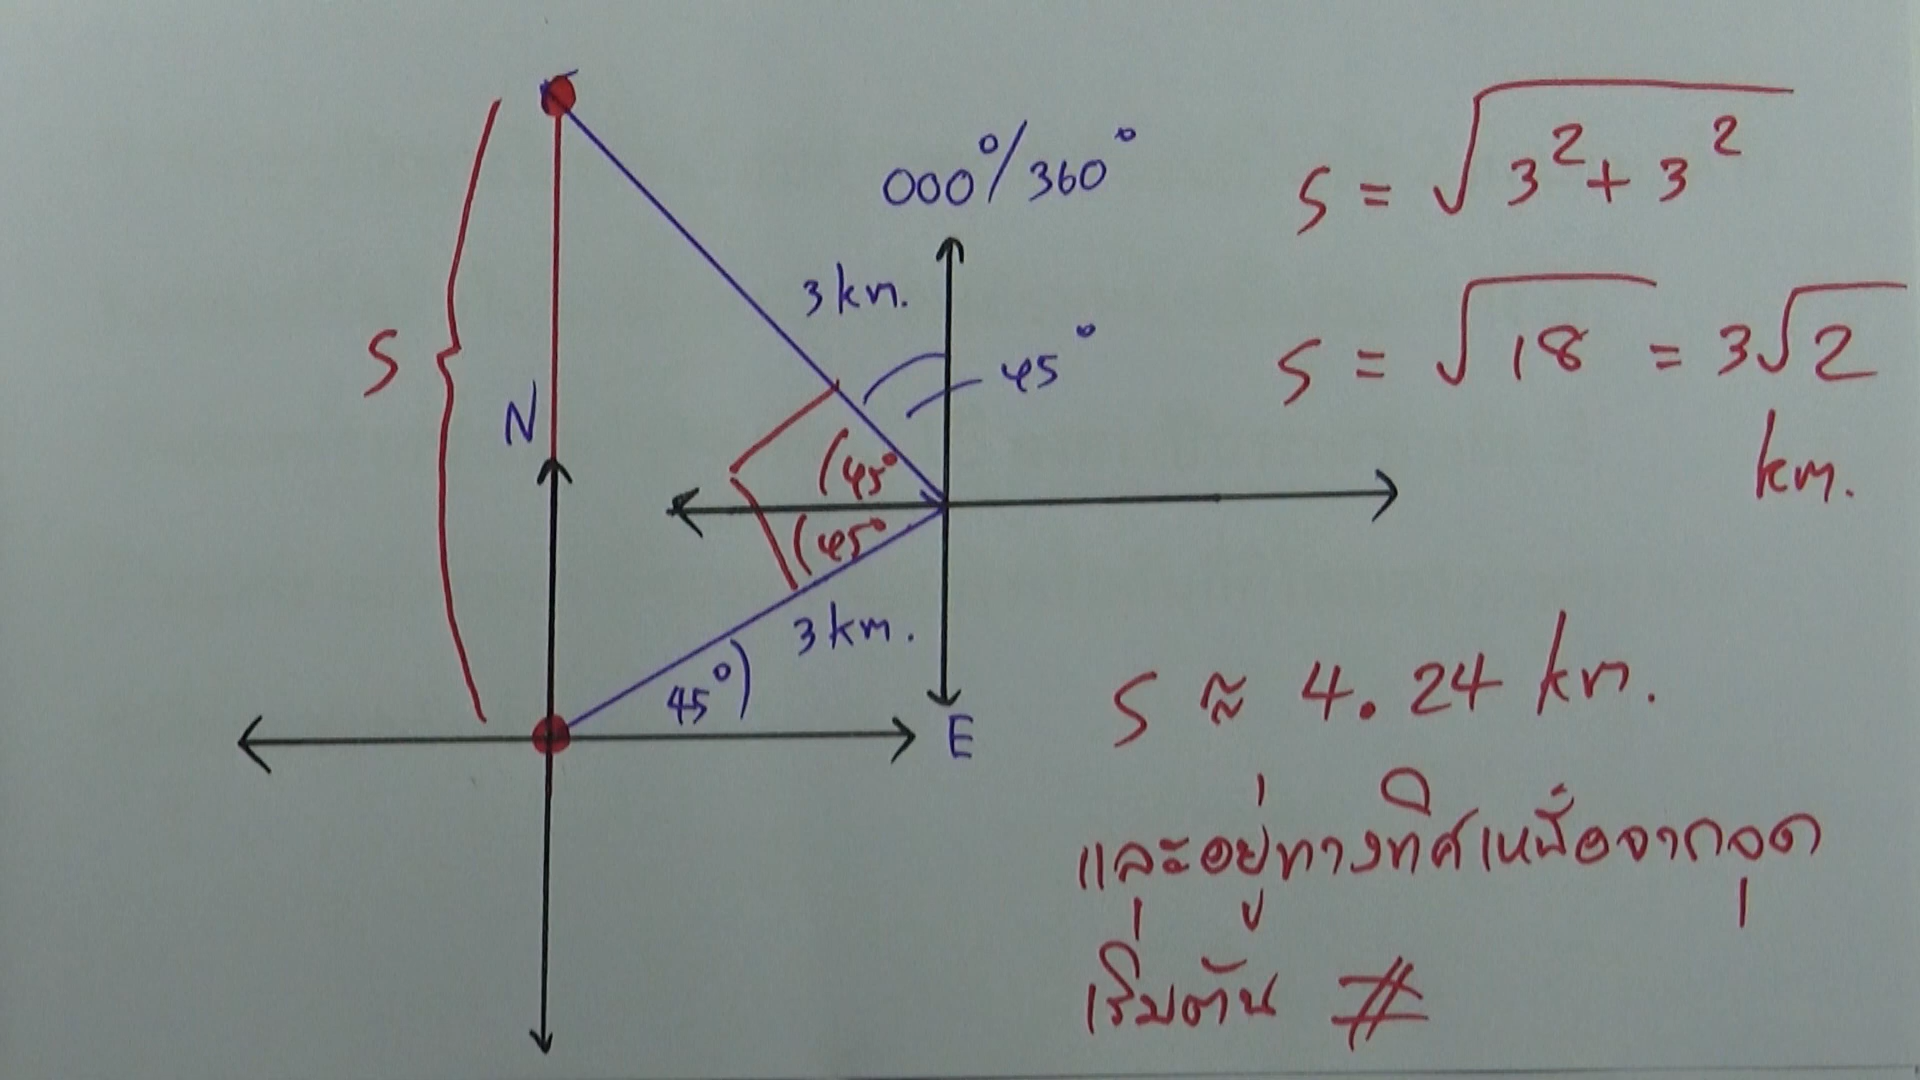 000°/360°
3 km.
45°
S
N
45°
45°
3 km.
45°
E
S = √3² + 3²
S = √18 = 3√2
km.
S ≈ 4.24 km.
และอยู่ทางทิศเหนือจากจุด
เริ่มต้น #